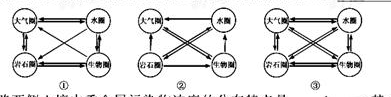 大气圈 水圈 大气圈 水圈 大气圈 水圈
岩石圈 生物圈 岩石圈 生物圈 岩石圈 生物圈
① ② ③